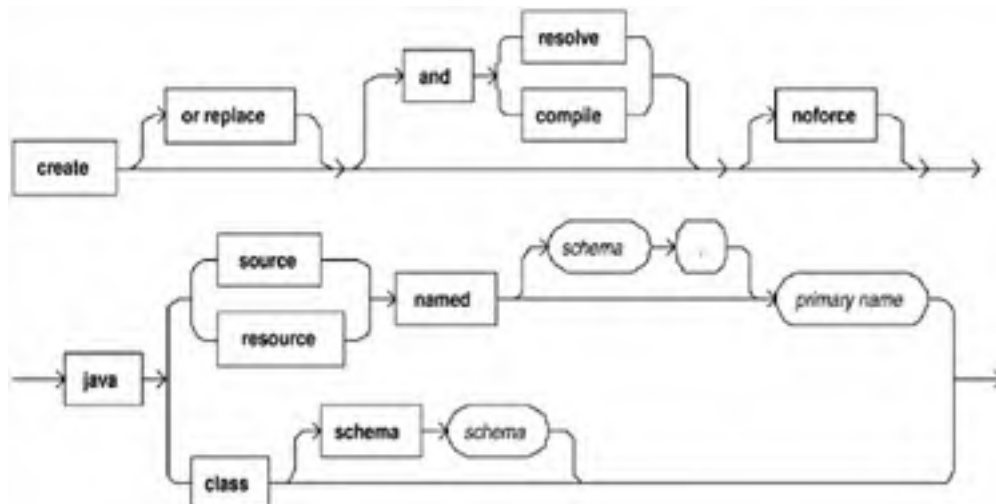 resolve
and
or replace
compile
noforce
create
schema .
source
named
primary name
resource
java
schema schema
class